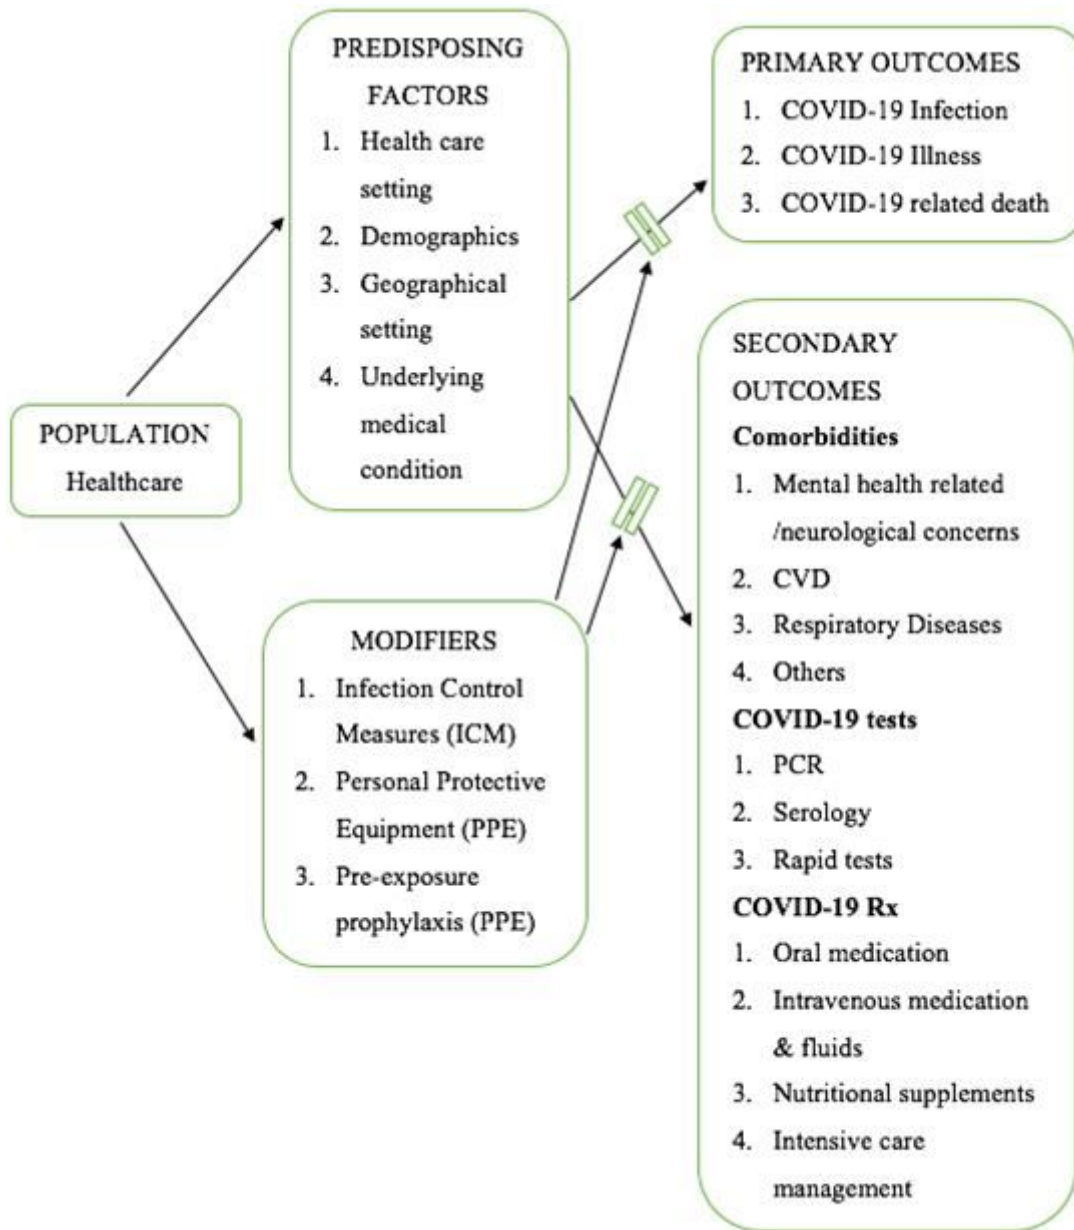 PREDISPOSING
FACTORS
1. Health care
setting
2. Demographics
3. Geographical
setting
4. Underlying
medical
condition
POPULATION
Healthcare
MODIFIERS
1. Infection Control
Measures (ICM)
2. Personal Protective
Equipment (PPE)
3. Pre-exposure
prophylaxis (PPE)
PRIMARY OUTCOMES
1. COVID-19 Infection
2. COVID-19 Illness
3. COVID-19 related death
SECONDARY
OUTCOMES
Comorbidities
1. Mental health related
/neurological concerns
2. CVD
3. Respiratory Diseases
4. Others
COVID-19 tests
1. PCR
2. Serology
3. Rapid tests
COVID-19 Rx
1. Oral medication
2. Intravenous medication
& fluids
3. Nutritional supplements
4. Intensive care
management